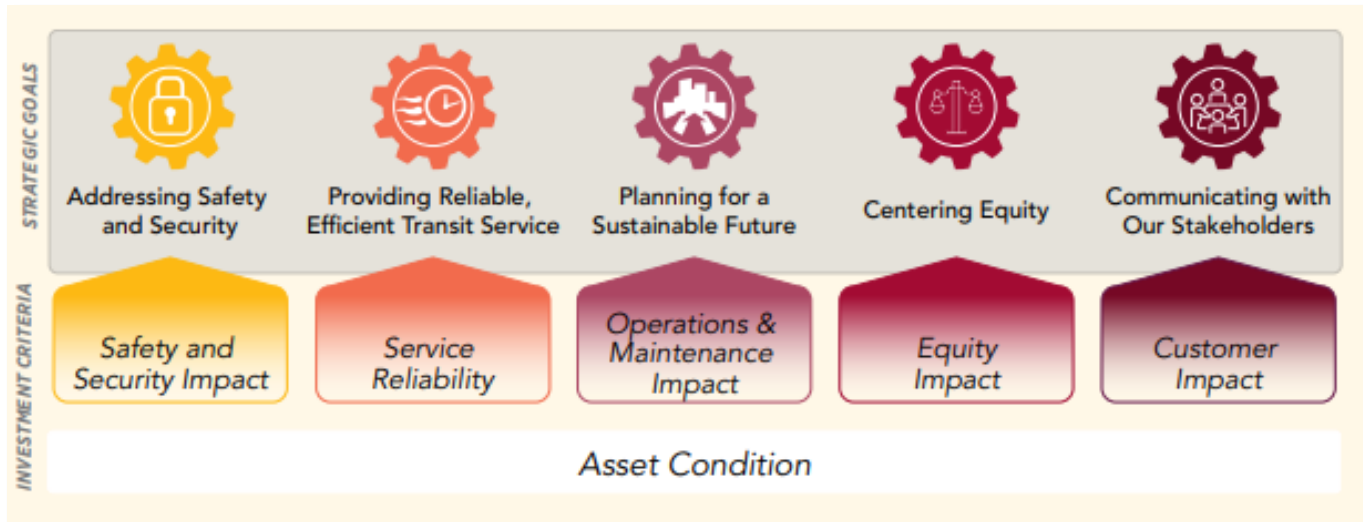 STRATEGIC GOALS
Addressing Safety
and Security
Providing Reliable,
Efficient Transit Service
Planning for a
Sustainable Future
Centering Equity
Communicating with
Our Stakeholders
INVESTMENT CRITERIA
Safety and
Security Impact
Service
Reliability
Operations &
Maintenance
Impact
Equity
Impact
Customer
Impact
Asset Condition